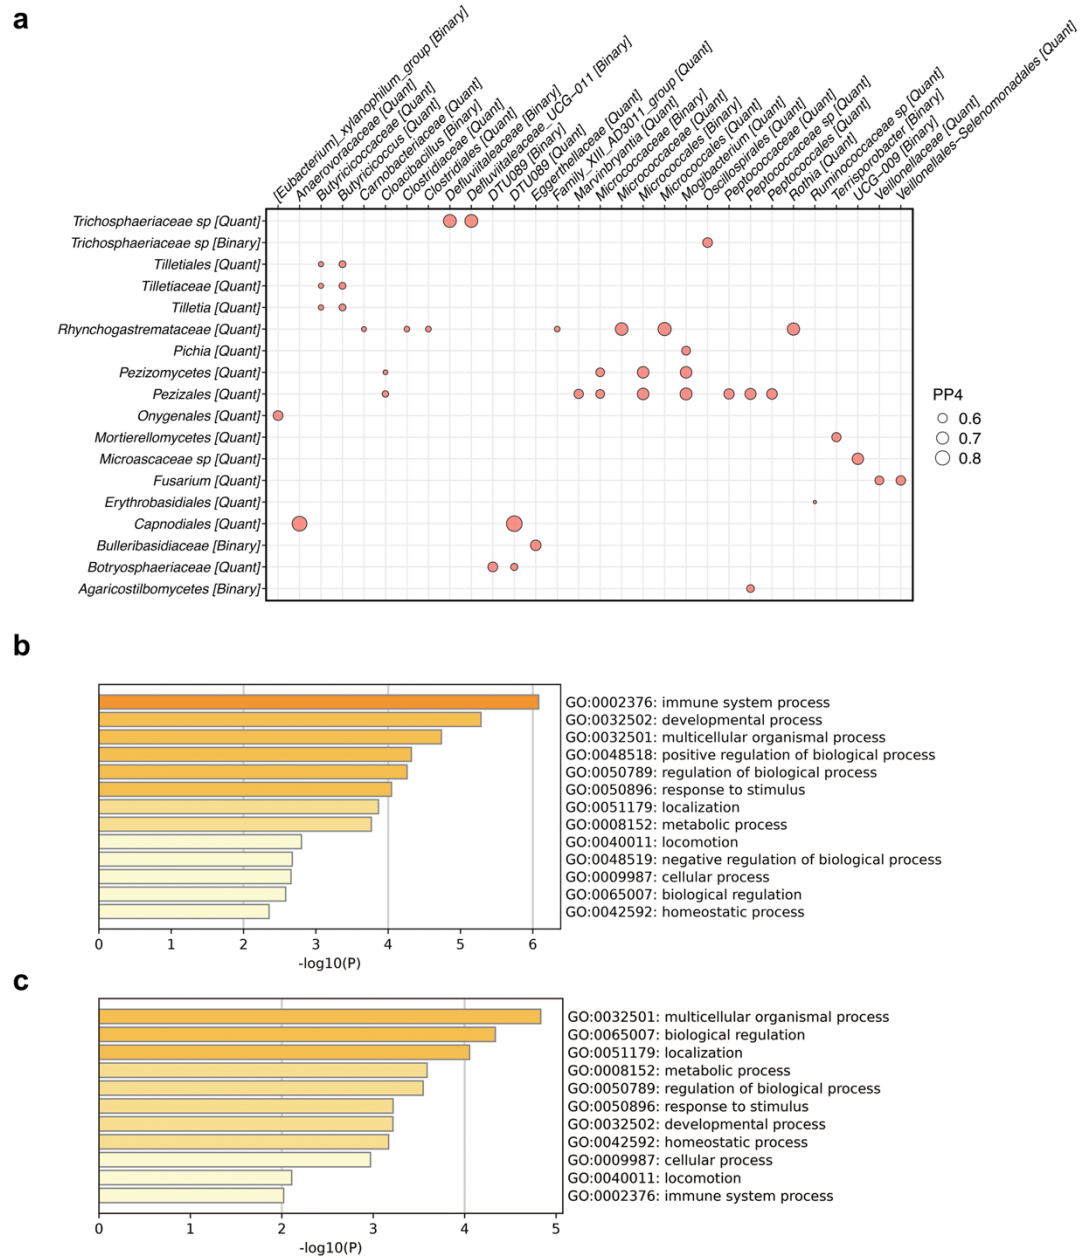 a
[Eubacterium]_xylanophilum_group [Binary]
Anaerovoracaceae [Quant]
Butyricicoccaceae [Quant]
Butyricicoccus [Quant]
Carnobacteriaceae [Quant]
Cloacibacillus [Binary]
Clostridiaceae [Quant]
Clostridiales [Quant]
Defluviitaleaceae [Binary]
Defluviitaleaceae_UCG-011 [Binary]
DTU089 [Binary]
DTU089 [Quant]
Eggerthellaceae [Quant]
Family_XIII_AD3011_group [Quant]
Marvinbryantia [Quant]
Micrococcaceae [Binary]
Micrococcaceae [Quant]
Micrococcales [Binary]
Micrococcales [Quant]
Mogibacterium [Quant]
Oscillospirales [Quant]
Peptococcaceae [Quant]
Peptococcaceae sp [Quant]
Peptococcales [Quant]
Rothia [Quant]
Ruminococcaceae sp [Quant]
Terrisporobacter [Binary]
UCG-009 [Binary]
Veillonellaceae [Quant]
Veillonellales-Selenomonadales [Quant]
Trichosphaeriaceae sp [Quant]
Trichosphaeriaceae sp [Binary]
Tilletiales [Quant]
Tilletiaceae [Quant]
Tilletia [Quant]
Rhynchogastremataceae [Quant]
Pichia [Quant]
Pezizomycetes [Quant]
Pezizales [Quant]
Onygenales [Quant]
Mortierellomycetes [Quant]
Microascaceae sp [Quant]
Fusarium [Quant]
Erythrobasidiales [Quant]
Capnodiales [Quant]
Bulleribasidiaceae [Binary]
Botryosphaeriaceae [Quant]
Agaricostilbomycetes [Binary]
PP4
0.6
0.7
0.8
b
GO:0002376: immune system process
GO:0032502: developmental process
GO:0032501: multicellular organismal process
GO:0048518: positive regulation of biological process
GO:0050789: regulation of biological process
GO:0050896: response to stimulus
GO:0051179: localization
GO:0008152: metabolic process
GO:0040011: locomotion
GO:0048519: negative regulation of biological process
GO:0009987: cellular process
GO:0065007: biological regulation
GO:0042592: homeostatic process
0 1 2 3 4 5 6
-log10(P)
c
GO:0032501: multicellular organismal process
GO:0065007: biological regulation
GO:0051179: localization
GO:0008152: metabolic process
GO:0050789: regulation of biological process
GO:0050896: response to stimulus
GO:0032502: developmental process
GO:0042592: homeostatic process
GO:0009987: cellular process
GO:0040011: locomotion
GO:0002376: immune system process
0 1 2 3 4 5
-log10(P)